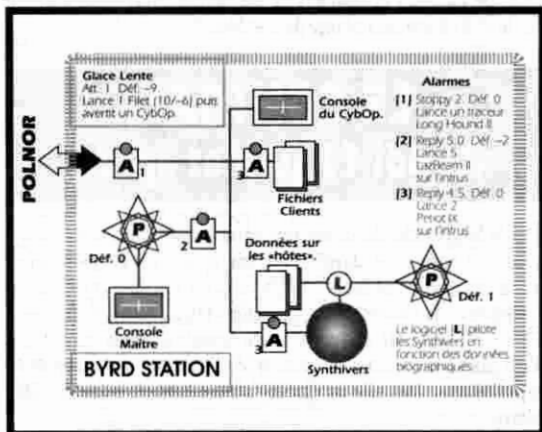 Glace Lente
Att. 1 Déf. -9.
Lance 1 Filet (10/-6) puis
avertit un CybOp.
POLNOR
A
1
Console
du CybOp.
A
3
Fichiers
Clients
Alarmes
[1] Stoppy 2. Déf. 0
Lance un traceur
Long Hound II
[2] Reply 5.0. Déf. -2
Lance 5
LazBeam II
sur l'intrus
[3] Reply 4.5. Déf. 0
Lance 2
sur l'intrus
P
Déf. 0
A
2
Console
Maître
Données sur
les «hôtes».
L
P
Déf. 1
A
3
Synthivers
Le logiciel [L] pilote
les Synthivers en
fonction des données
biographiques.
BYRD STATION